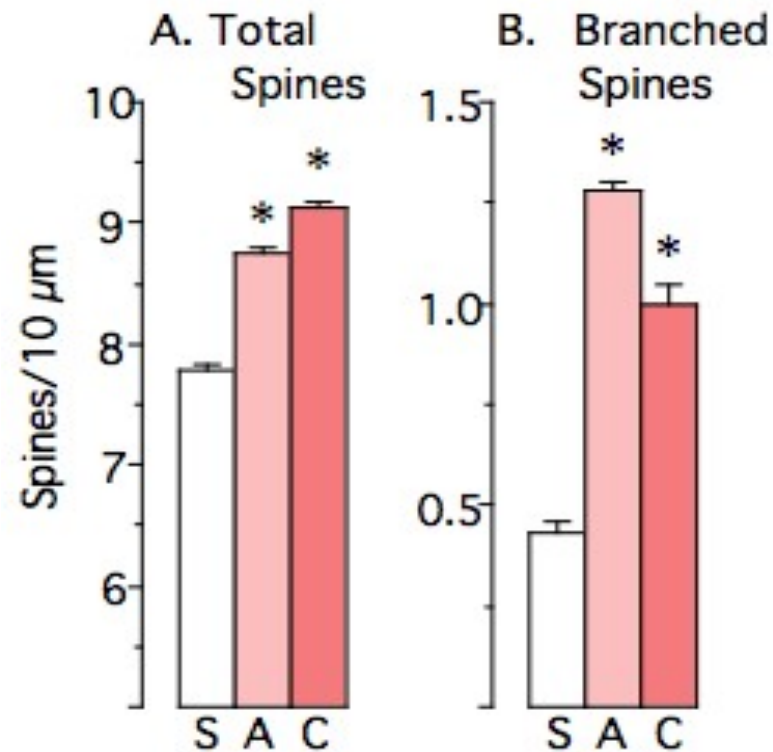 A. Total
Spines
Spines/10 µm
10
9
8
7
6
*
*
S A C
B. Branched
Spines
1.5
1.0
0.5
*
*
S A C